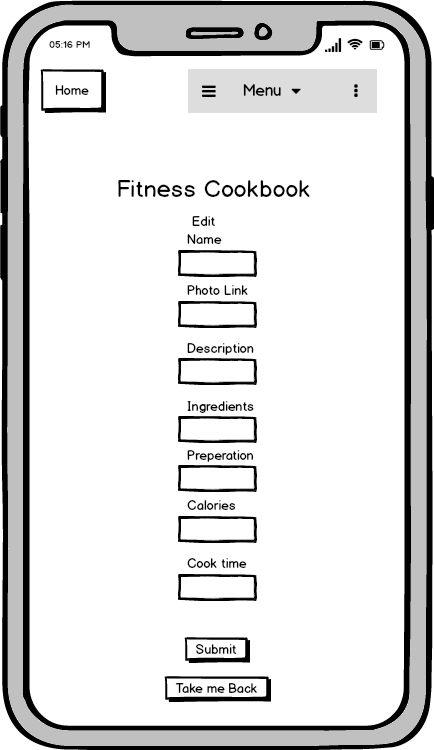 05:16 PM
Home
Menu
Fitness Cookbook
Edit
Name
Photo Link
Description
Ingredients
Preperation
Calories
Cook time
Submit
Take me Back